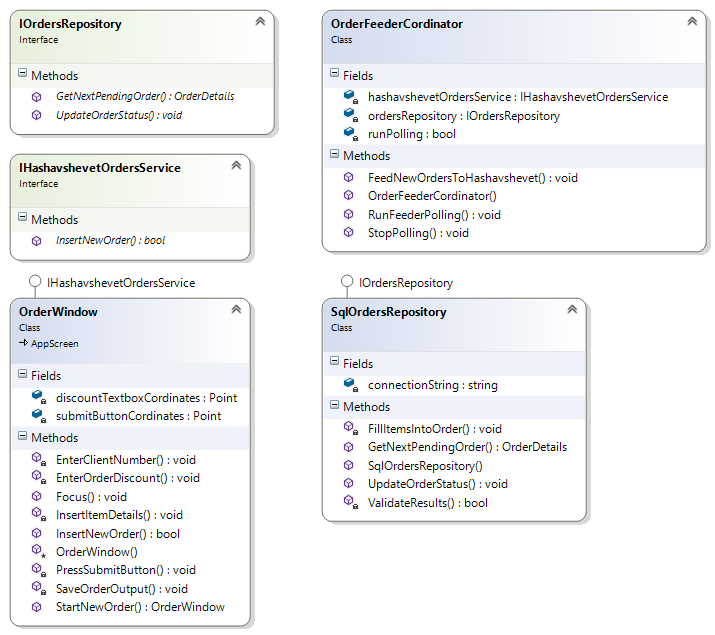 IOrdersRepository
Interface
Methods
GetNextPendingOrder() : OrderDetails
UpdateOrderStatus() : void
IHashavshevetOrdersService
Interface
Methods
InsertNewOrder() : bool
IHashavshevetOrdersService
OrderWindow
Class
AppScreen
Fields
discountTextboxCordinates : Point
submitButtonCordinates : Point
Methods
EnterClientNumber() : void
EnterOrderDiscount() : void
Focus() : void
InsertItemDetails() : void
InsertNewOrder() : bool
OrderWindow()
PressSubmitButton() : void
SaveOrderOutput() : void
StartNewOrder() : OrderWindow
OrderFeederCordinator
Class
Fields
hashavshevetOrdersService : IHashavshevetOrdersService
ordersRepository : IOrdersRepository
runPolling : bool
Methods
FeedNewOrdersToHashavshevet() : void
OrderFeederCordinator()
RunFeederPolling() : void
StopPolling() : void
IOrdersRepository
SqlOrdersRepository
Class
Fields
connectionString : string
Methods
FillItemsIntoOrder() : void
GetNextPendingOrder() : OrderDetails
SqlOrdersRepository()
UpdateOrderStatus() : void
ValidateResults() : bool